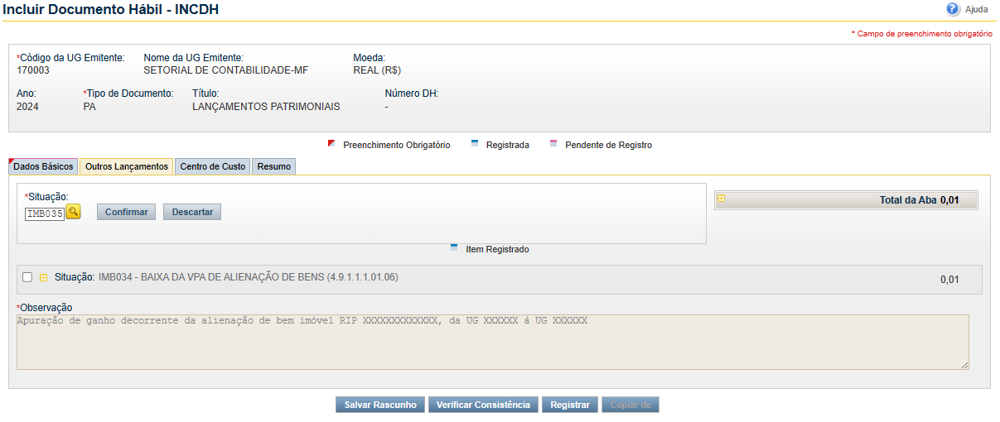 Incluir Documento Hábil - INCDH
Ajuda
* Campo de preenchimento obrigatório
*Código da UG Emitente: Nome da UG Emitente: Moeda:
170003 SETORIAL DE CONTABILIDADE-MF REAL (R$)
Ano: *Tipo de Documento: Título: Número DH:
2024 PA LANÇAMENTOS PATRIMONIAIS -
Preenchimento Obrigatório Registrada Pendente de Registro
Dados Básicos Outros Lançamentos Centro de Custo Resumo
*Situação:
IMB035 Confirmar Descartar
Total da Aba 0,01
Item Registrado
Situação: IMB034 - BAIXA DA VPA DE ALIENAÇÃO DE BENS (4.9.1.1.1.01.06) 0,01
*Observação
Apuração de ganho decorrente da alienação de bem imóvel RIP XXXXXXXXXXXXX, da UG XXXXXX à UG XXXXXX
Salvar Rascunho Verificar Consistência Registrar Copiar de